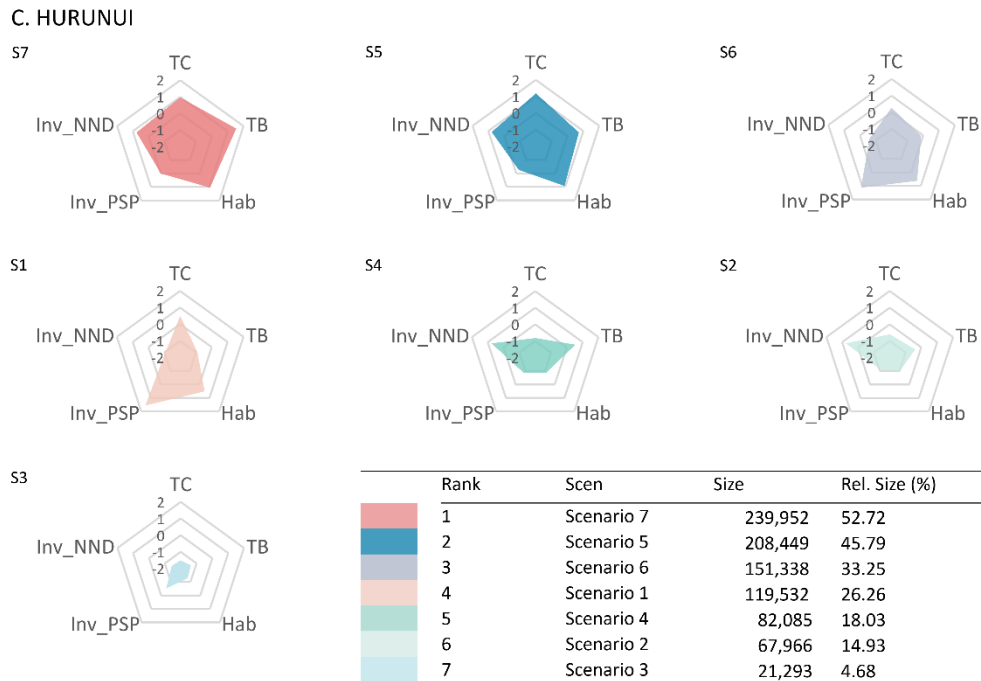 C. HURUNUI
S7
TC
2
1
0
-1
-2
TB
Hab
Inv_PSP
Inv_NND
S5
TC
2
1
0
-1
-2
TB
Hab
Inv_PSP
Inv_NND
S6
TC
2
1
0
-1
-2
TB
Hab
Inv_PSP
Inv_NND
S1
TC
2
1
0
-1
-2
TB
Hab
Inv_PSP
Inv_NND
S4
TC
2
1
0
-1
-2
TB
Hab
Inv_PSP
Inv_NND
S2
TC
2
1
0
-1
-2
TB
Hab
Inv_PSP
Inv_NND
S3
TC
2
1
0
-1
-2
TB
Hab
Inv_PSP
Inv_NND
Rank Scen Size Rel. Size (%)
1 Scenario 7 239,952 52.72
2 Scenario 5 208,449 45.79
3 Scenario 6 151,338 33.25
4 Scenario 1 119,532 26.26
5 Scenario 4 82,085 18.03
6 Scenario 2 67,966 14.93
7 Scenario 3 21,293 4.68